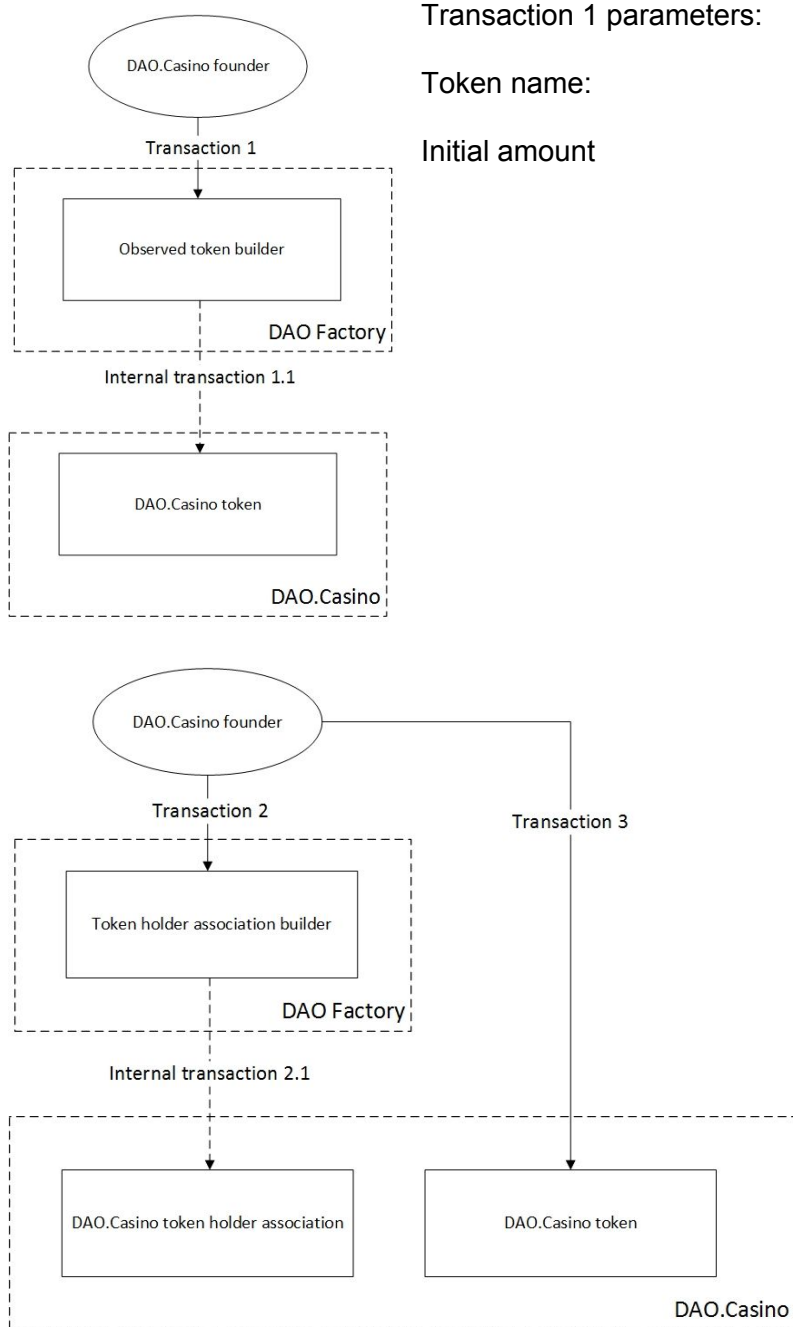 Transaction 1 parameters:
Token name:
Initial amount
DAO.Casino founder
Transaction 1
Observed token builder
DAO Factory
Internal transaction 1.1
DAO.Casino token
DAO.Casino
DAO.Casino founder
Transaction 2
Transaction 3
Token holder association builder
DAO Factory
Internal transaction 2.1
DAO.Casino token holder association
DAO.Casino token
DAO.Casino